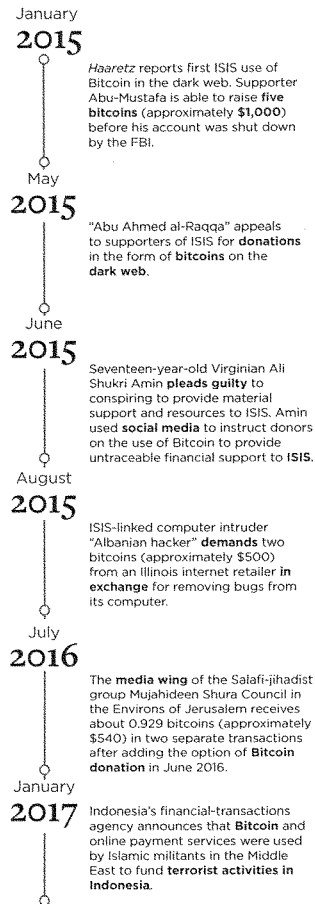 January
2015
Haaretz reports first ISIS use of
Bitcoin in the dark web. Supporter
Abu-Mustafa is able to raise five
bitcoins (approximately $1,000)
before his account was shut down
by the FBI.
May
2015
"Abu Ahmed al-Raqqa" appeals
to supporters of ISIS for donations
in the form of bitcoins on the
dark web.
June
2015
Seventeen-year-old Virginian Ali
Shukri Amin pleads guilty to
conspiring to provide material
support and resources to ISIS. Amin
used social media to instruct donors
on the use of Bitcoin to provide
untraceable financial support to ISIS.
August
2015
ISIS-linked computer intruder
"Albanian hacker" demands two
bitcoins (approximately $500)
from an Illinois internet retailer in
exchange for removing bugs from
its computer.
July
2016
The media wing of the Salafi-jihadist
group Mujahideen Shura Council in
the Environs of Jerusalem receives
about 0.929 bitcoins (approximately
$540) in two separate transactions
after adding the option of Bitcoin
donation in June 2016.
January
2017
Indonesia's financial-transactions
agency announces that Bitcoin and
online payment services were used
by Islamic militants in the Middle
East to fund terrorist activities in
Indonesia.